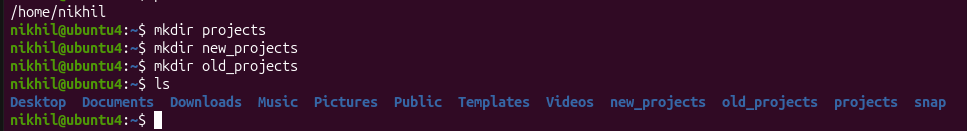 /home/nikhil
nikhil@ubuntu4:~$ mkdir projects
nikhil@ubuntu4:~$ mkdir new_projects
nikhil@ubuntu4:~$ mkdir old_projects
nikhil@ubuntu4:~$ ls
Desktop  Documents  Downloads  Music  Pictures  Public  Templates  Videos  new_projects  old_projects  projects  snap
nikhil@ubuntu4:~$